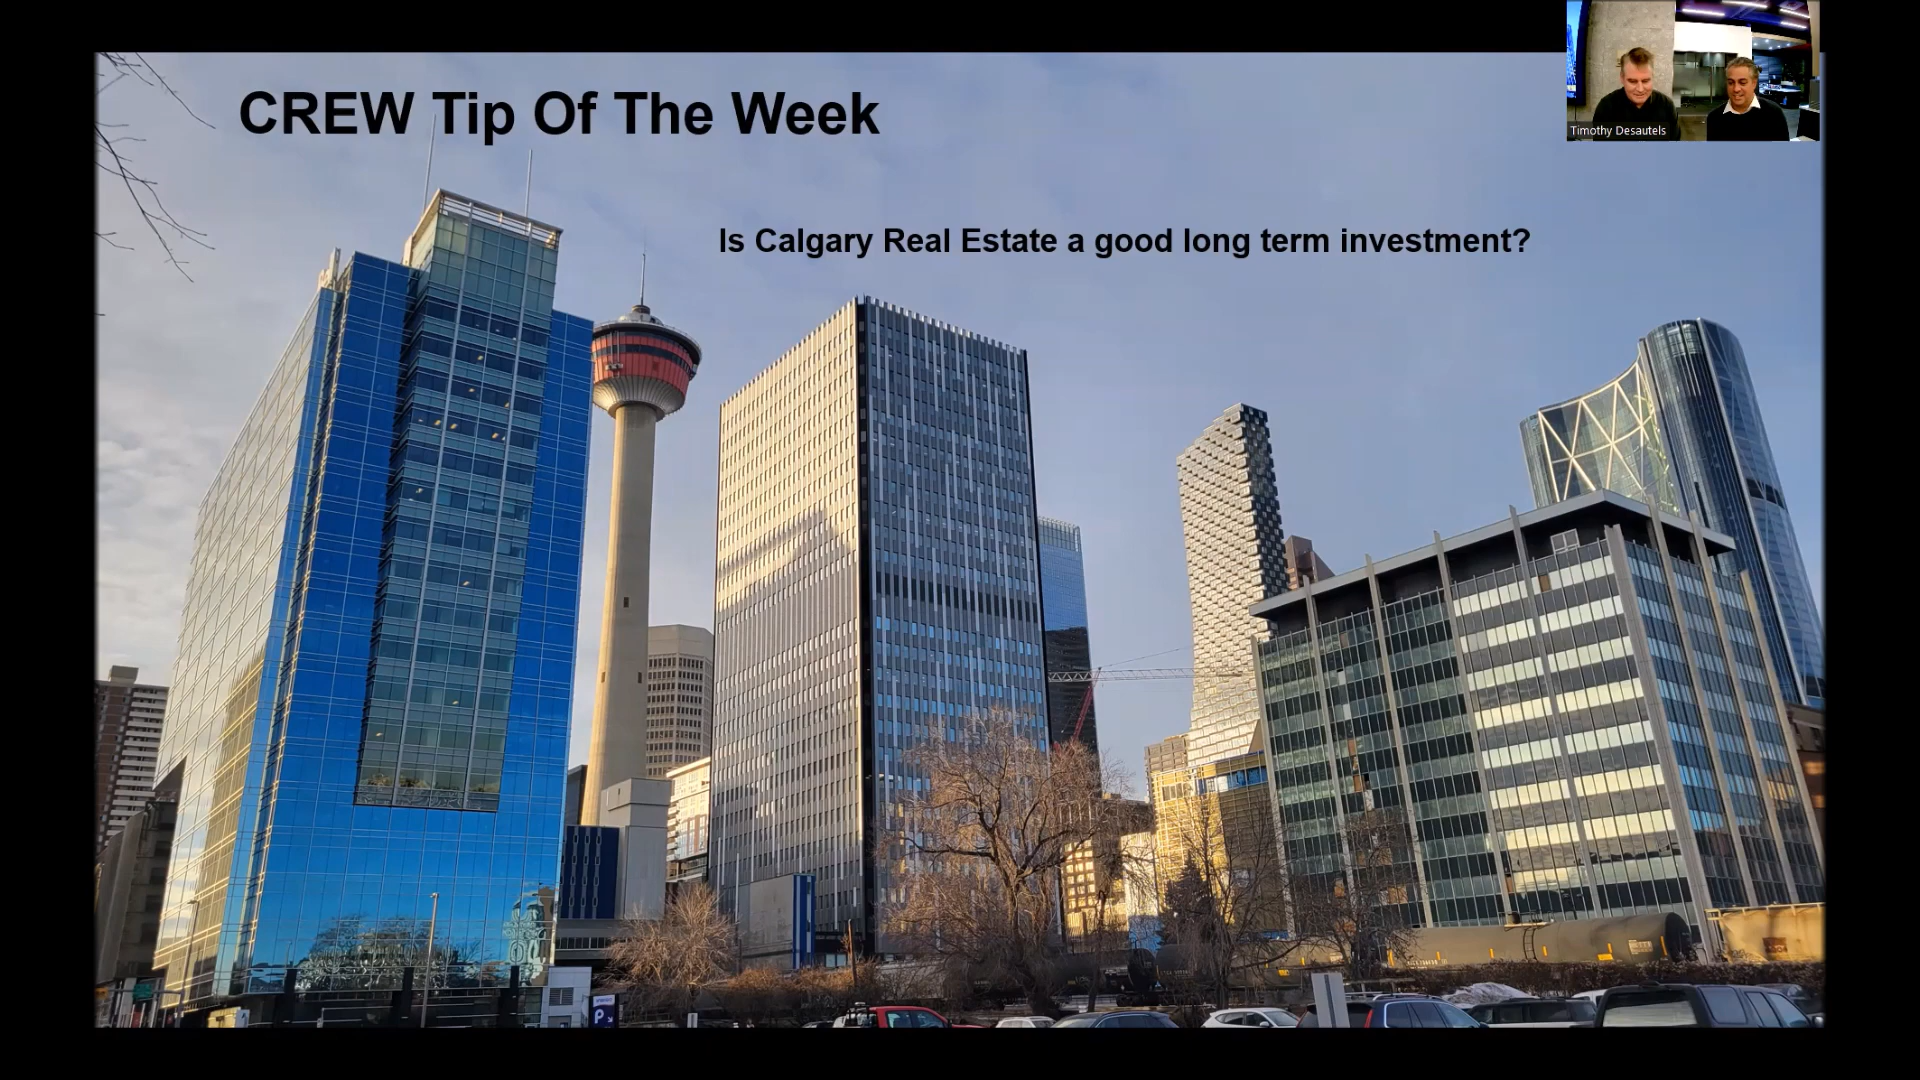 CREW Tip Of The Week
Timothy Desautels
Is Calgary Real Estate a good long term investment?
P